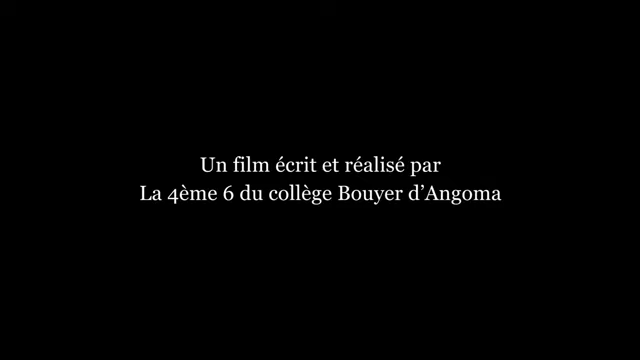 Un film écrit et réalisé par
La 4ème 6 du collège Bouyer d’Angoma